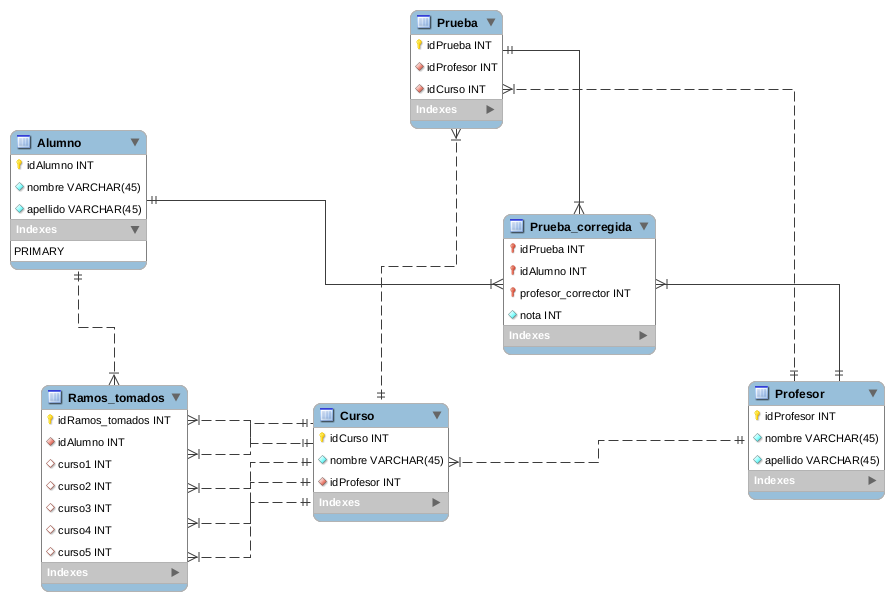 Prueba
idPrueba INT
idProfesor INT
idCurso INT
Indexes
Alumno
idAlumno INT
nombre VARCHAR(45)
apellido VARCHAR(45)
Indexes
PRIMARY
Prueba_corregida
idPrueba INT
idAlumno INT
profesor_corrector INT
nota INT
Indexes
Ramos_tomados
idRamos_tomados INT
idAlumno INT
curso1 INT
curso2 INT
curso3 INT
curso4 INT
curso5 INT
Indexes
Curso
idCurso INT
nombre VARCHAR(45)
idProfesor INT
Indexes
Profesor
idProfesor INT
nombre VARCHAR(45)
apellido VARCHAR(45)
Indexes